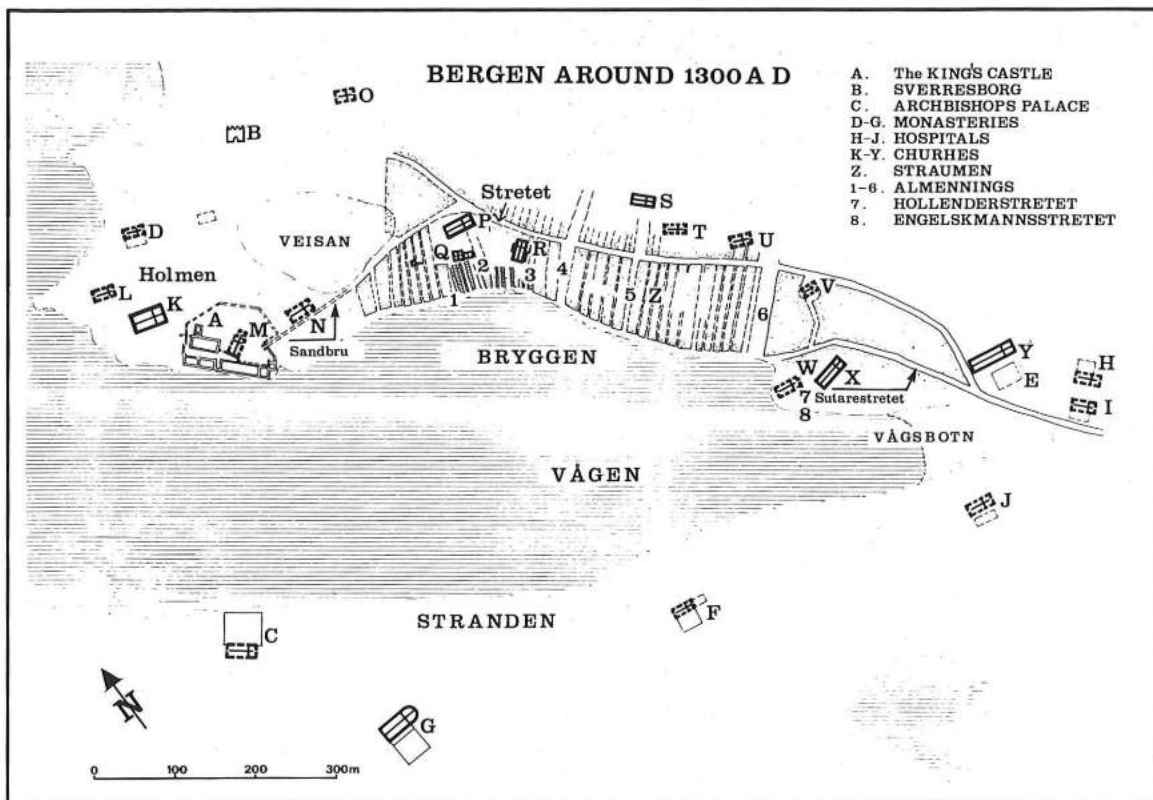 BERGEN AROUND 1300 A D
A. The KING'S CASTLE
B. SVERRESBORG
C. ARCHBISHOPS PALACE
D-G. MONASTERIES
H-J. HOSPITALS
K-Y. CHURHES
Z. STRAUMEN
1-6. ALMENNINGS
7. HOLLENDERSTRETET
8. ENGELSKMANNSSTRETET
O
B
Stretet
S
P
T
U
D
VEISAN
Q
R
2
3
4
Holmen
L
K
5 Z
V
1
6
A
M
N
Sandbru
BRYGGEN
Y
H
E
W
X
7
Sutarestretet
I
8
VÅGSBOTN
VÅGEN
J
F
STRANDEN
C
N
G
0 100 200 300m